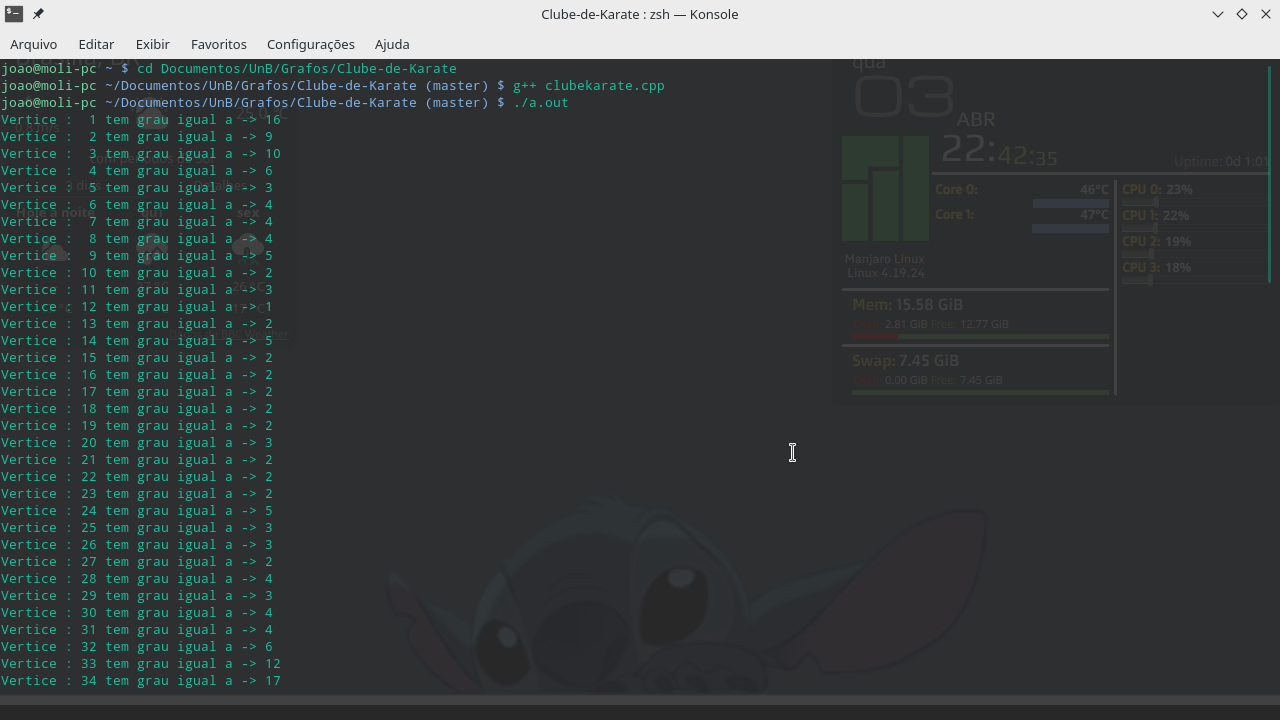 Clube-de-Karate : zsh — Konsole
Arquivo Editar Exibir Favoritos Configurações Ajuda
joao@moli-pc ~ $ cd Documentos/UnB/Grafos/Clube-de-Karate
joao@moli-pc ~/Documentos/UnB/Grafos/Clube-de-Karate (master) $ g++ clubekarate.cpp
joao@moli-pc ~/Documentos/UnB/Grafos/Clube-de-Karate (master) $ ./a.out
Vertice :  1 tem grau igual a -> 16
Vertice :  2 tem grau igual a -> 9
Vertice :  3 tem grau igual a -> 10
Vertice :  4 tem grau igual a -> 6
Vertice :  5 tem grau igual a -> 3
Vertice :  6 tem grau igual a -> 4
Vertice :  7 tem grau igual a -> 4
Vertice :  8 tem grau igual a -> 4
Vertice :  9 tem grau igual a -> 5
Vertice : 10 tem grau igual a -> 2
Vertice : 11 tem grau igual a -> 3
Vertice : 12 tem grau igual a -> 1
Vertice : 13 tem grau igual a -> 2
Vertice : 14 tem grau igual a -> 5
Vertice : 15 tem grau igual a -> 2
Vertice : 16 tem grau igual a -> 2
Vertice : 17 tem grau igual a -> 2
Vertice : 18 tem grau igual a -> 2
Vertice : 19 tem grau igual a -> 2
Vertice : 20 tem grau igual a -> 3
Vertice : 21 tem grau igual a -> 2
Vertice : 22 tem grau igual a -> 2
Vertice : 23 tem grau igual a -> 2
Vertice : 24 tem grau igual a -> 5
Vertice : 25 tem grau igual a -> 3
Vertice : 26 tem grau igual a -> 3
Vertice : 27 tem grau igual a -> 2
Vertice : 28 tem grau igual a -> 4
Vertice : 29 tem grau igual a -> 3
Vertice : 30 tem grau igual a -> 4
Vertice : 31 tem grau igual a -> 4
Vertice : 32 tem grau igual a -> 6
Vertice : 33 tem grau igual a -> 12
Vertice : 34 tem grau igual a -> 17
qua
03
ABR
22:42:35
Uptime: 0d 1:01
Core 0: 46°C
Core 1: 47°C
CPU 0: 23%
CPU 1: 22%
CPU 2: 19%
CPU 3: 18%
Manjaro Linux
Linux 4.19.24
Mem: 15.58 GiB
2.81 GiB Free: 12.77 GiB
Swap: 7.45 GiB
0.00 GiB Free: 7.45 GiB
Hoje à noite qui sex